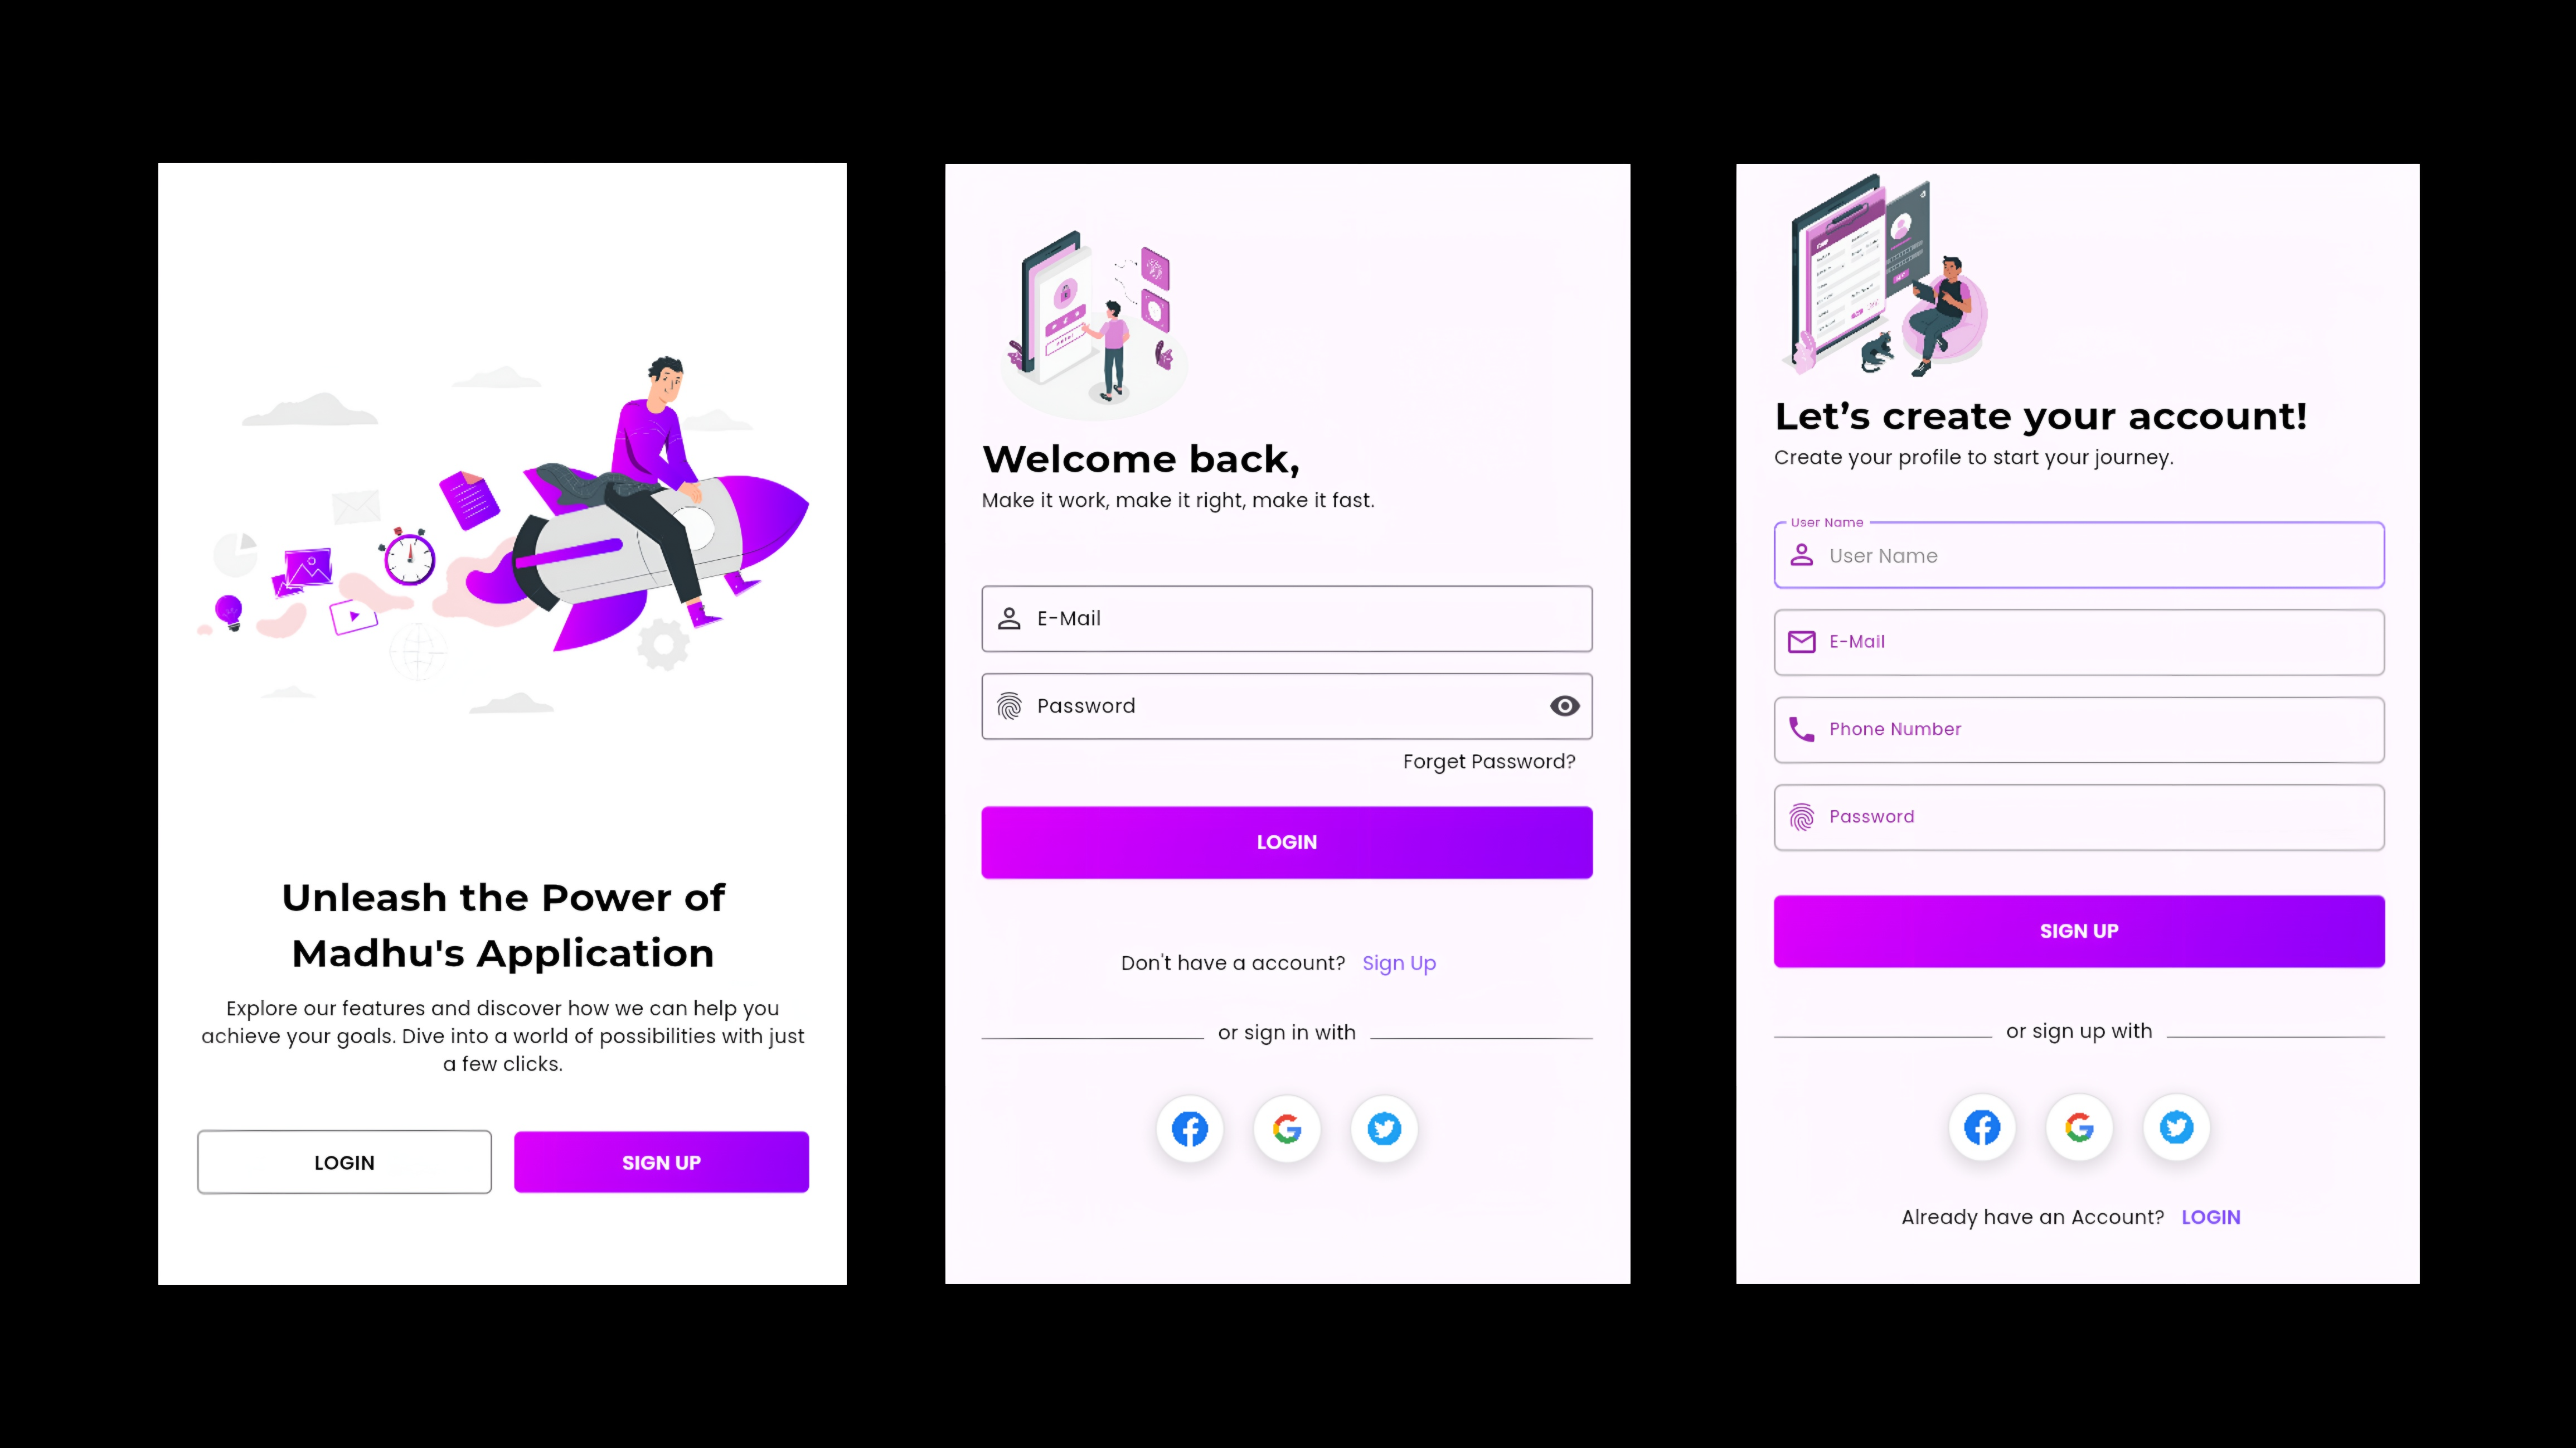 Unleash the Power of
Madhu's Application
Explore our features and discover how we can help you
achieve your goals. Dive into a world of possibilities with just
a few clicks.
LOGIN
SIGN UP
Welcome back,
Make it work, make it right, make it fast.
E-Mail
Password
Forget Password?
LOGIN
Don't have a account? Sign Up
or sign in with
Let’s create your account!
Create your profile to start your journey.
User Name
User Name
E-Mail
Phone Number
Password
SIGN UP
or sign up with
Already have an Account? LOGIN